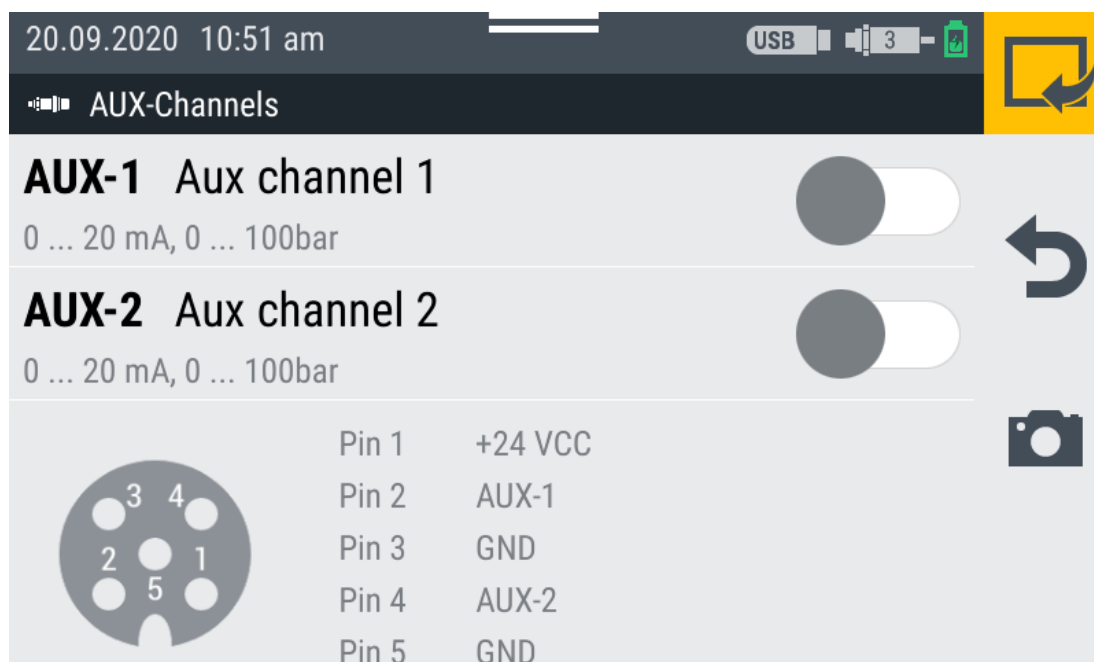 20.09.2020 10:51 am USB 3
AUX-Channels
AUX-1 Aux channel 1
0 ... 20 mA, 0 ... 100bar
AUX-2 Aux channel 2
0 ... 20 mA, 0 ... 100bar
3 4
2 1
5
Pin 1 +24 VCC
Pin 2 AUX-1
Pin 3 GND
Pin 4 AUX-2
Pin 5 GND